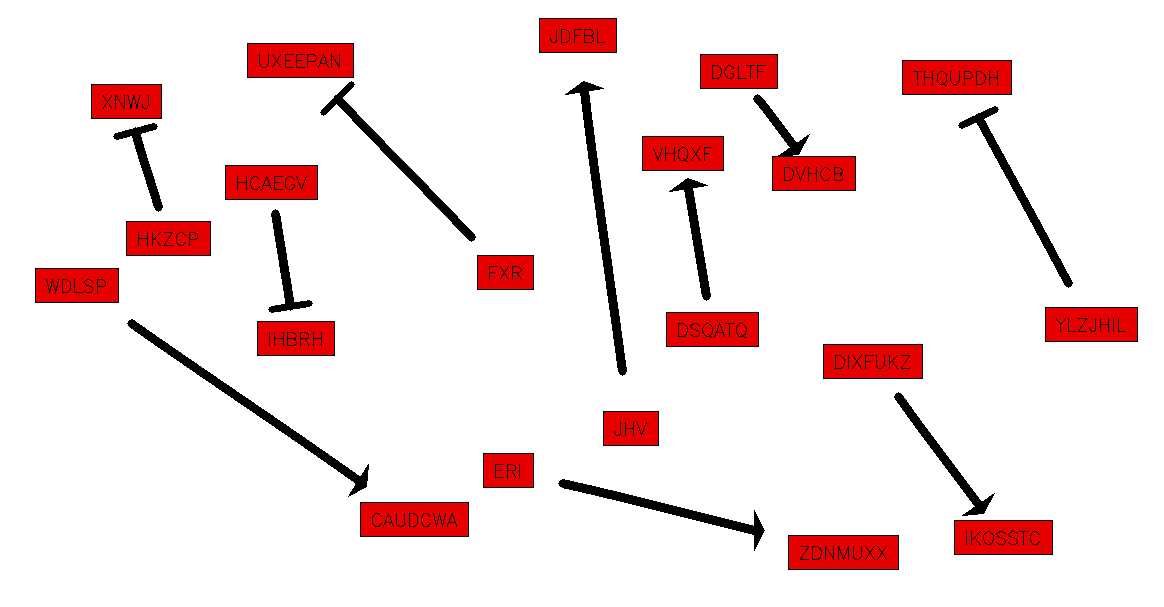 JDFBL
UXEEPAN
DGLTF
THQUPDH
XNWJ
VHQXF
DVHCB
HCAEGV
HKZCP
FXR
WDLSP
YLZJHIL
DSQATQ
IHBRH
DIXFUKZ
JHV
ERI
CAUDCWA
IKOSSTC
ZDNMUXX